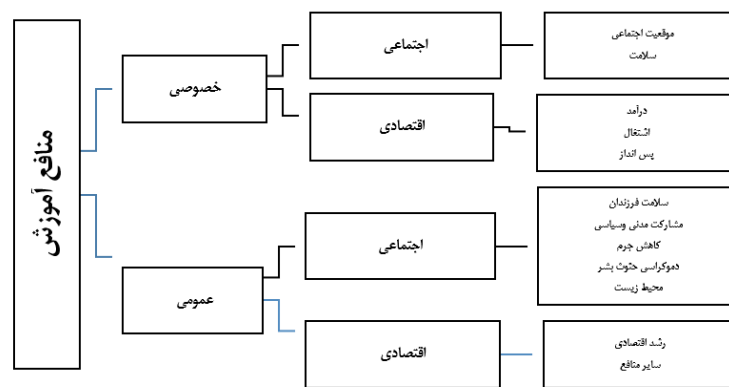 منافع آموزش
خصوصی
اجتماعی
موقعیت اجتماعی
سلامت
اقتصادی
درآمد
اشتغال
پس انداز
عمومی
اجتماعی
سلامت فرزندان
مشارکت مدنی وسیاسی
کاهش جرم
دموکراسی حقوق بشر
محیط زیست
اقتصادی
رشد اقتصادی
سایر منافع